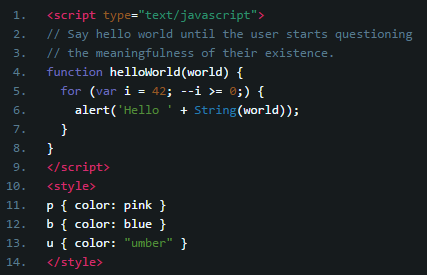 1. <script type="text/javascript">
2. // Say hello world until the user starts questioning
3. // the meaningfulness of their existence.
4. function helloWorld(world) {
5.   for (var i = 42; --i >= 0;) {
6.     alert('Hello ' + String(world));
7.   }
8. }
9. </script>
10. <style>
11. p { color: pink }
12. b { color: blue }
13. u { color: "umber" }
14. </style>